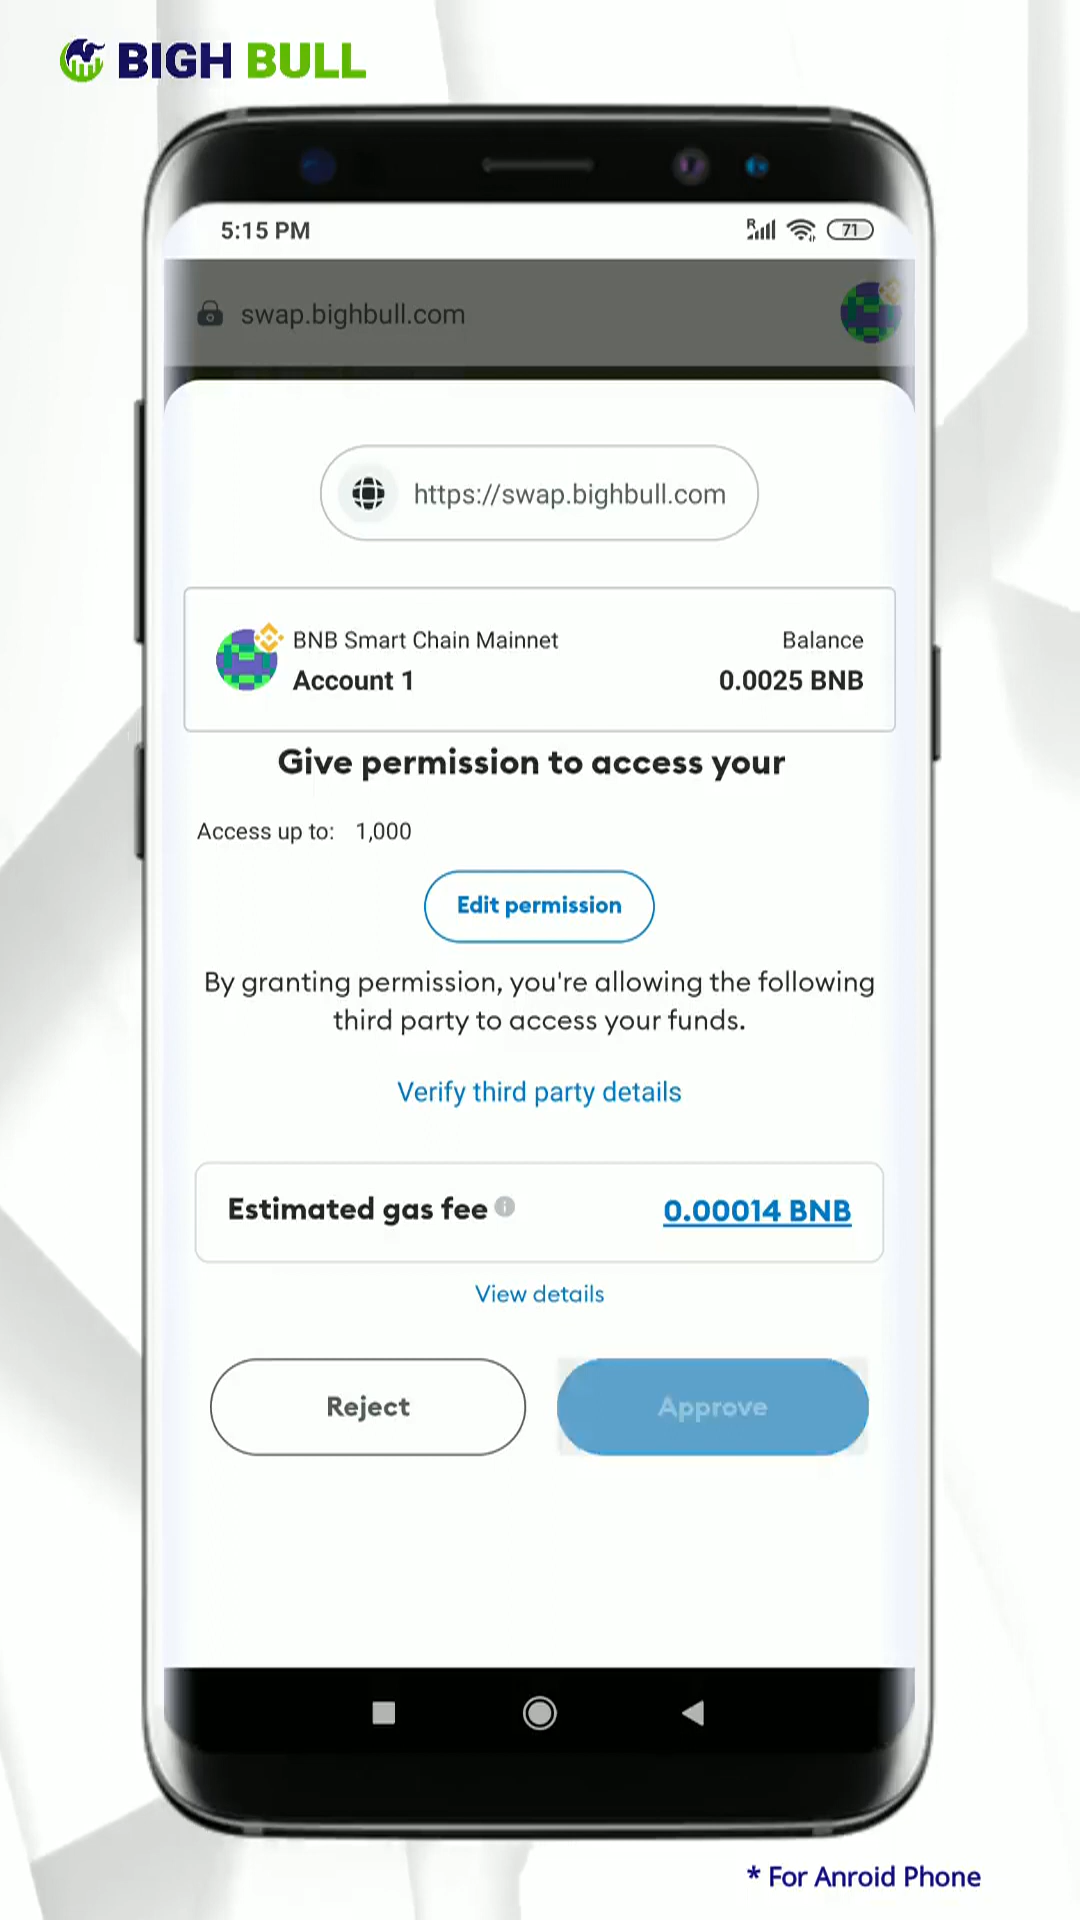 BIGH BULL
5:15 PM
R
71
swap.bighbull.com
https://swap.bighbull.com
BNB Smart Chain Mainnet
Balance
Account 1
0.0025 BNB
Give permission to access your
Access up to: 1,000
Edit permission
By granting permission, you're allowing the following
third party to access your funds.
Verify third party details
Estimated gas fee
0.00014 BNB
View details
Reject
Approve
* For Anroid Phone